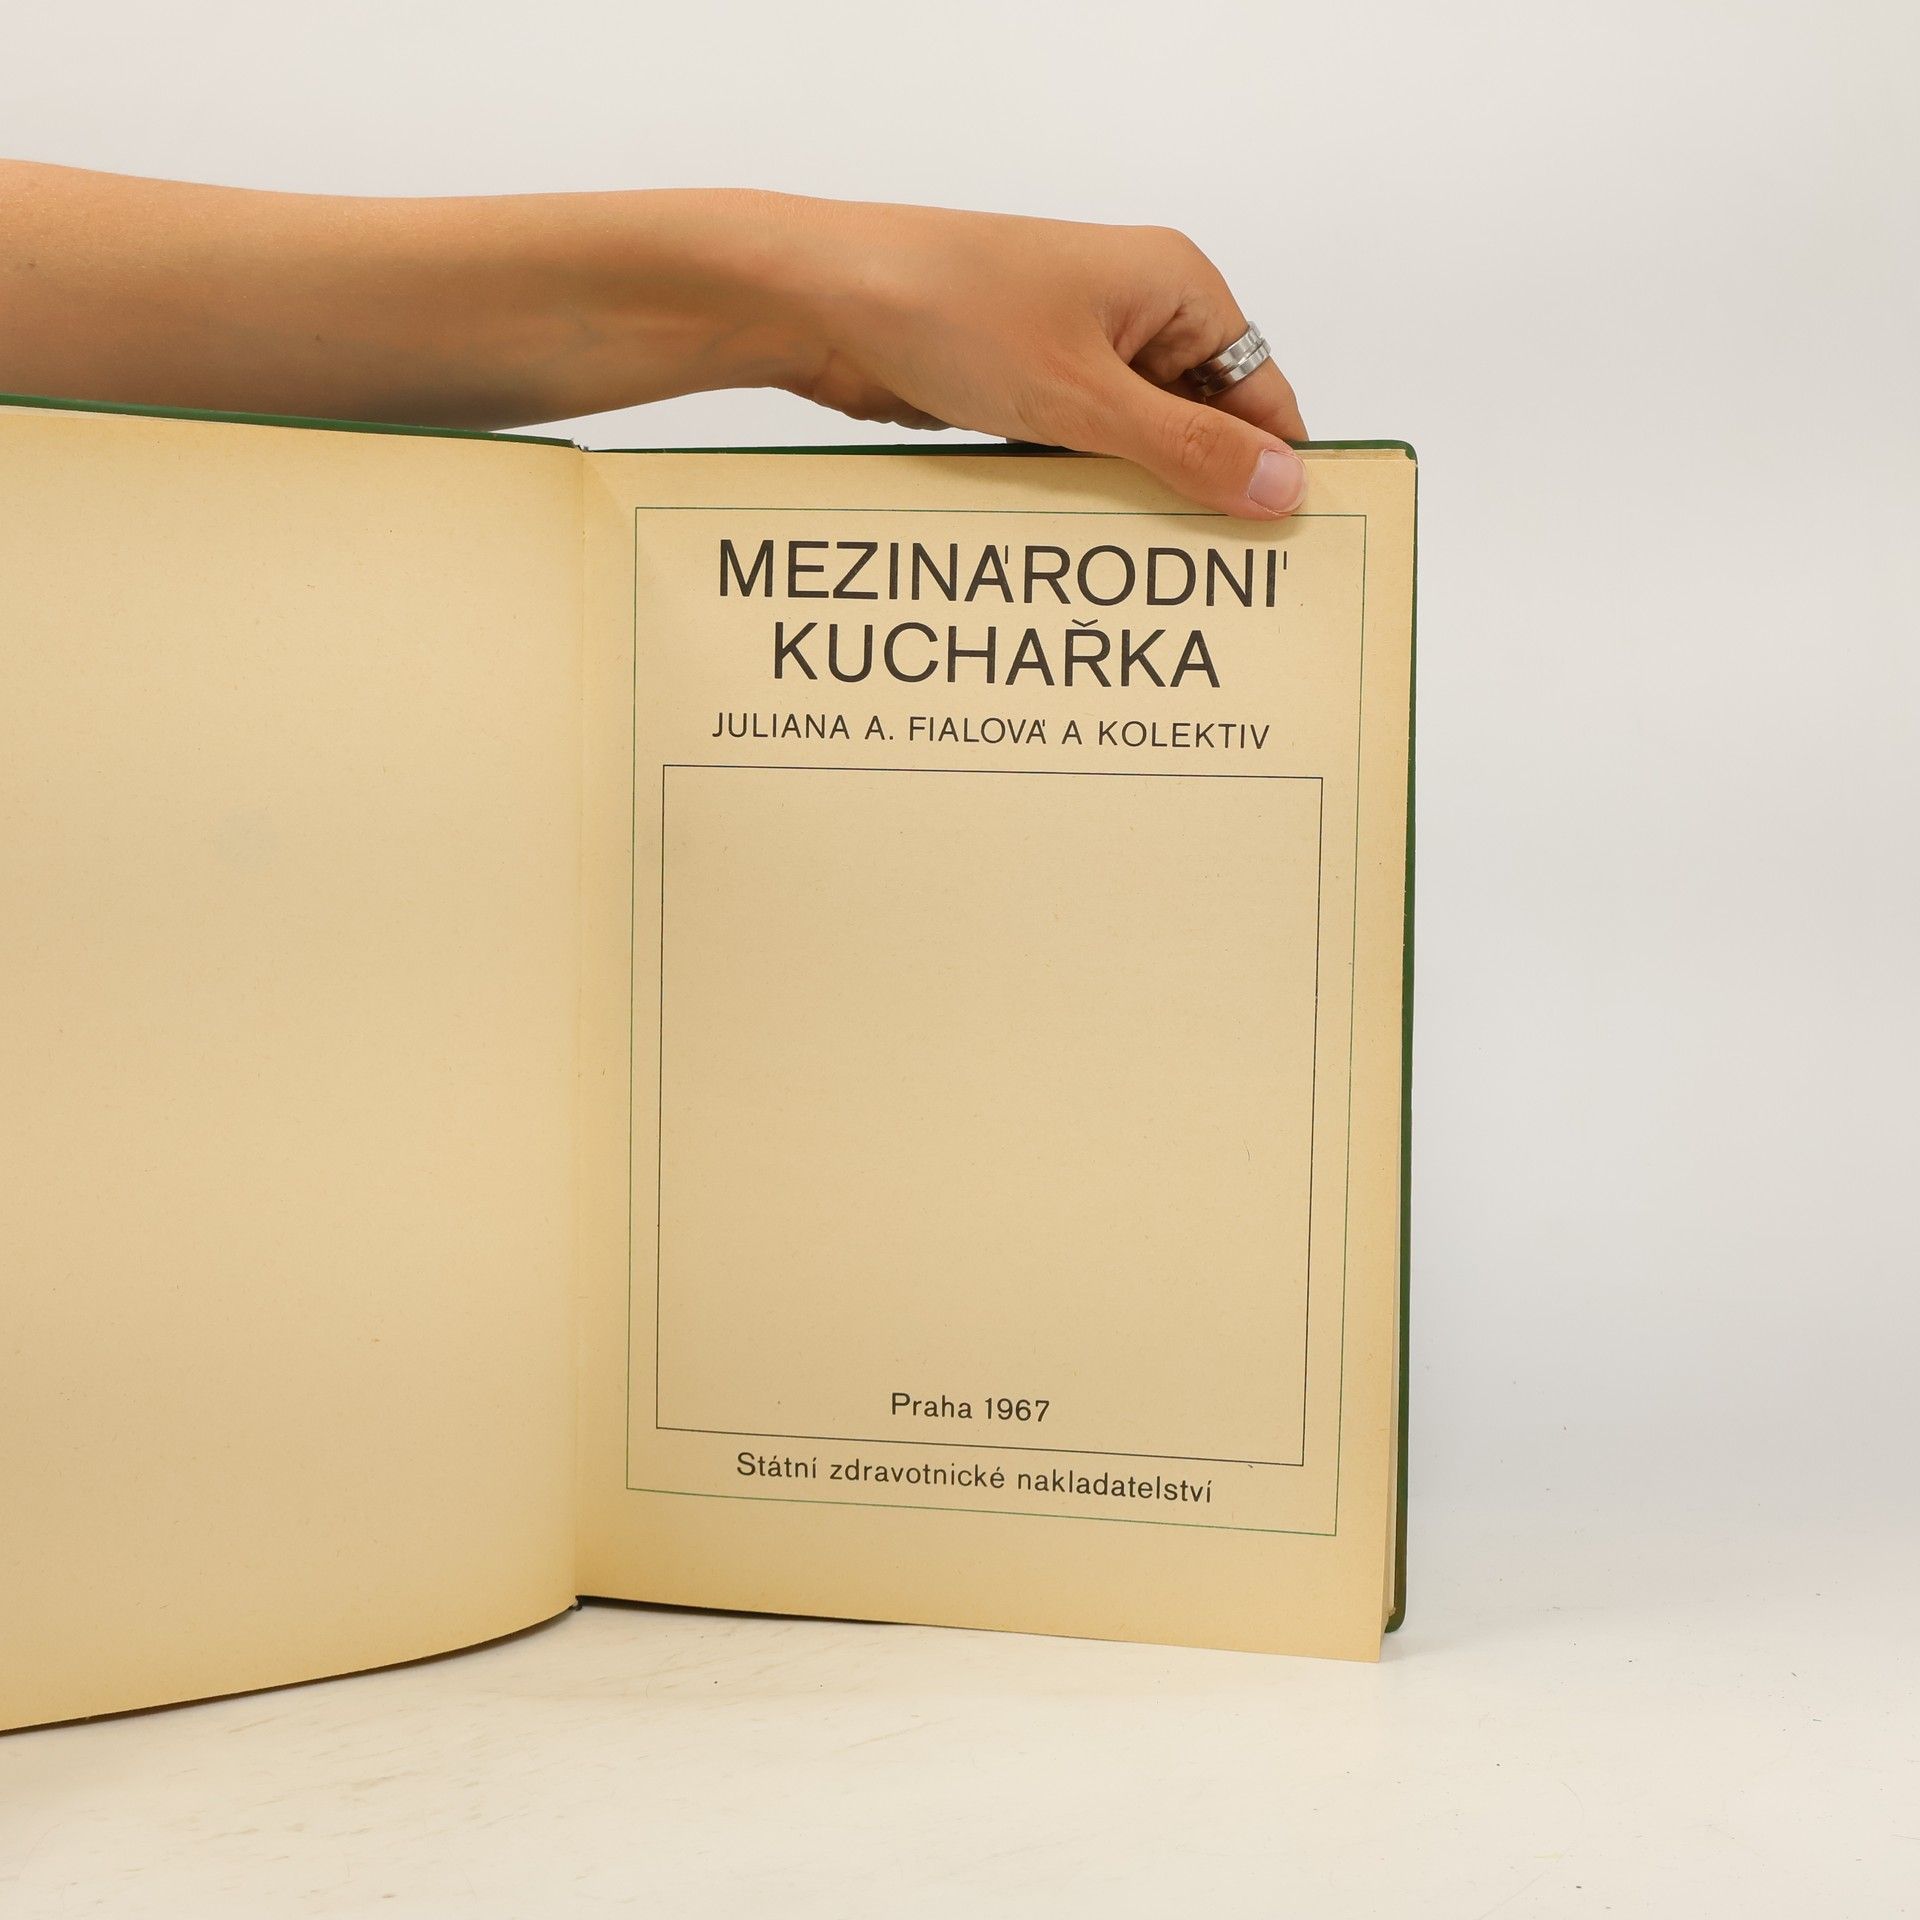 MEZINÁRODNÍ
KUCHAŘKA
JULIANA A. FIALOVÁ A KOLEKTIV
Praha 1967
Státní zdravotnické nakladatelství